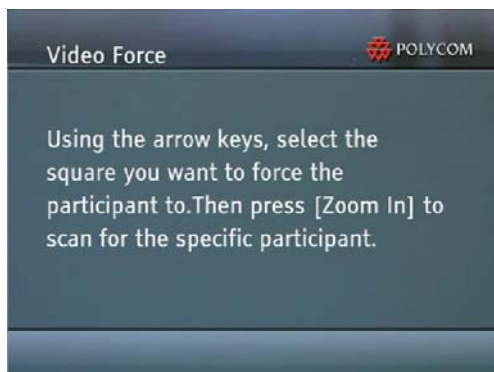 Video Force
POLYCOM
Using the arrow keys, select the
square you want to force the
participant to.Then press [Zoom In] to
scan for the specific participant.